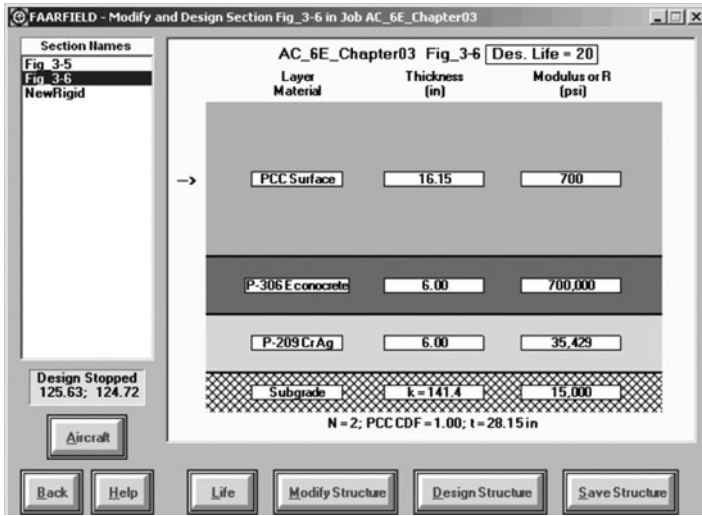 FAARFIELD - Modify and Design Section Fig_3-6 in Job AC_6E_Chapter03
Section Names
Fig_3-5
Fig_3-6
NewRigid
AC_6E_Chapter03 Fig_3-6 Des. Life = 20
Layer Material Thickness (in) Modulus or R (psi)
--> PCC Surface 16.15 700
P-306 Econocrete 6.00 700,000
P-209 CrAg 6.00 35,429
Subgrade k = 141.4 15,000
N = 2; PCC CDF = 1.00; t = 28.15 in
Design Stopped
125.63; 124.72
Aircraft
Back Help Life Modify Structure Design Structure Save Structure